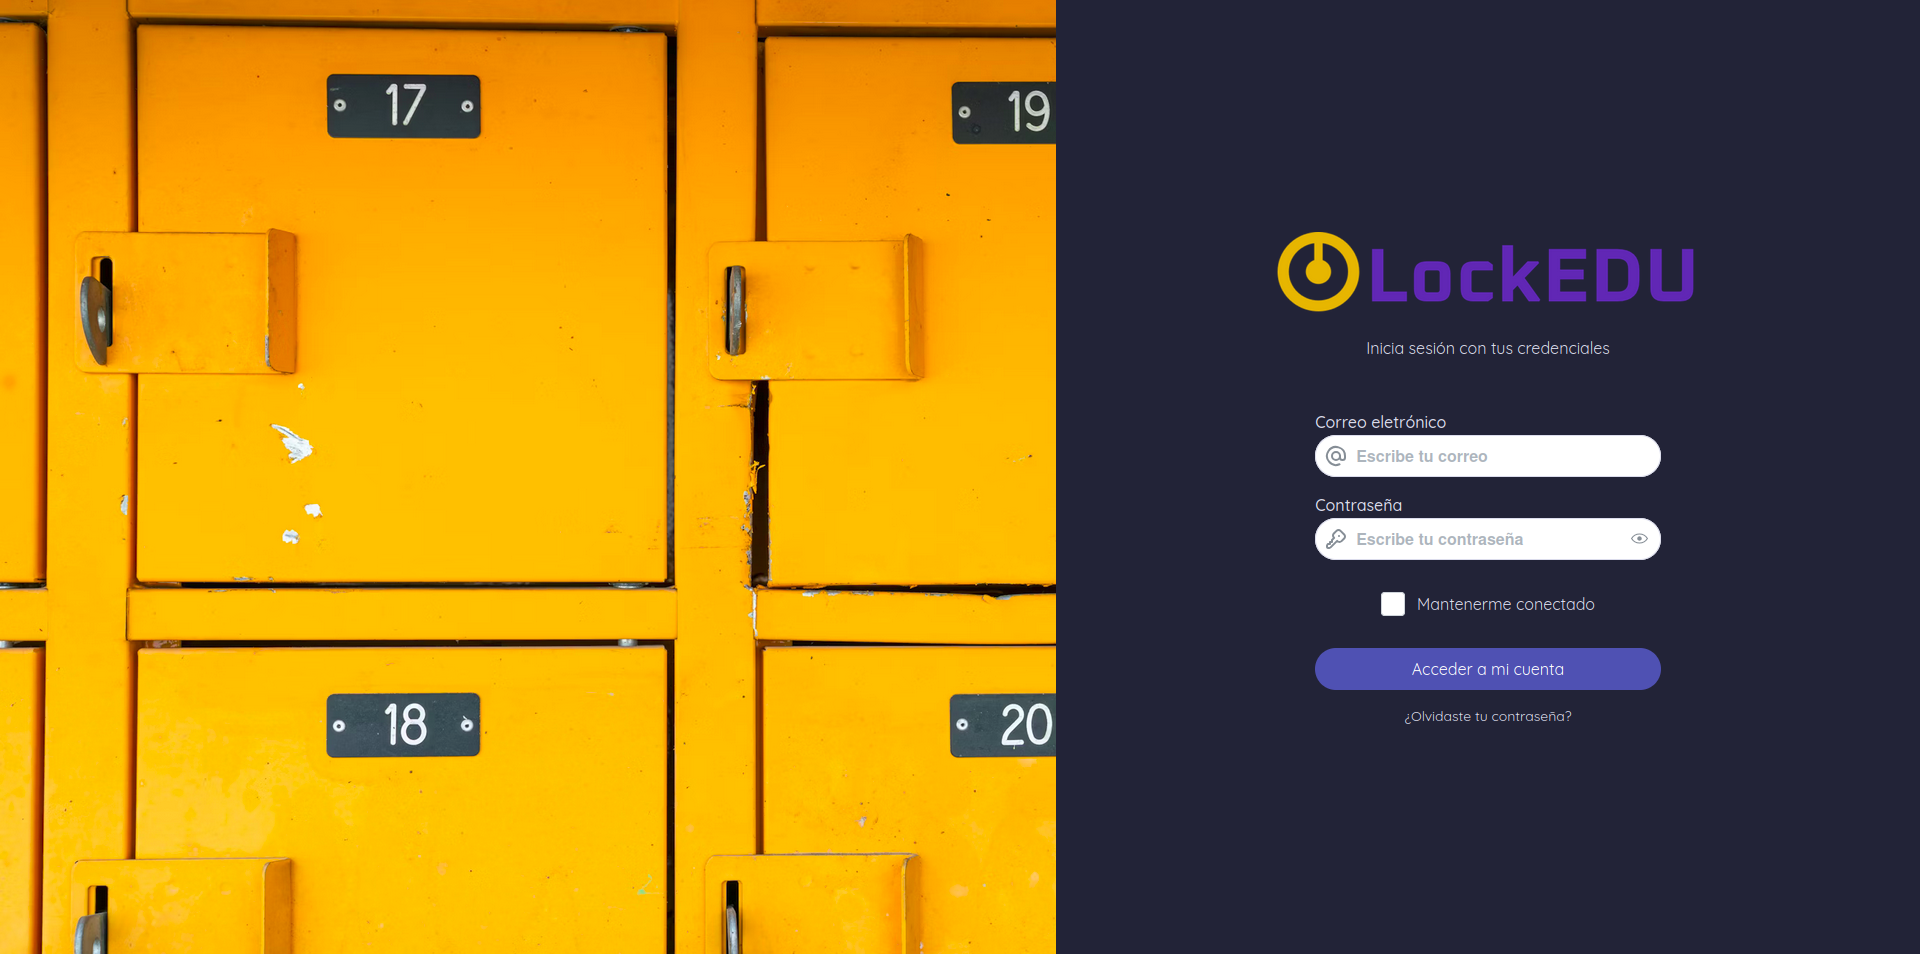 17
19
18
20
LockEDU
Inicia sesión con tus credenciales
Correo eletrónico
Escribe tu correo
Contraseña
Escribe tu contraseña
Mantenerme conectado
Acceder a mi cuenta
¿Olvidaste tu contraseña?